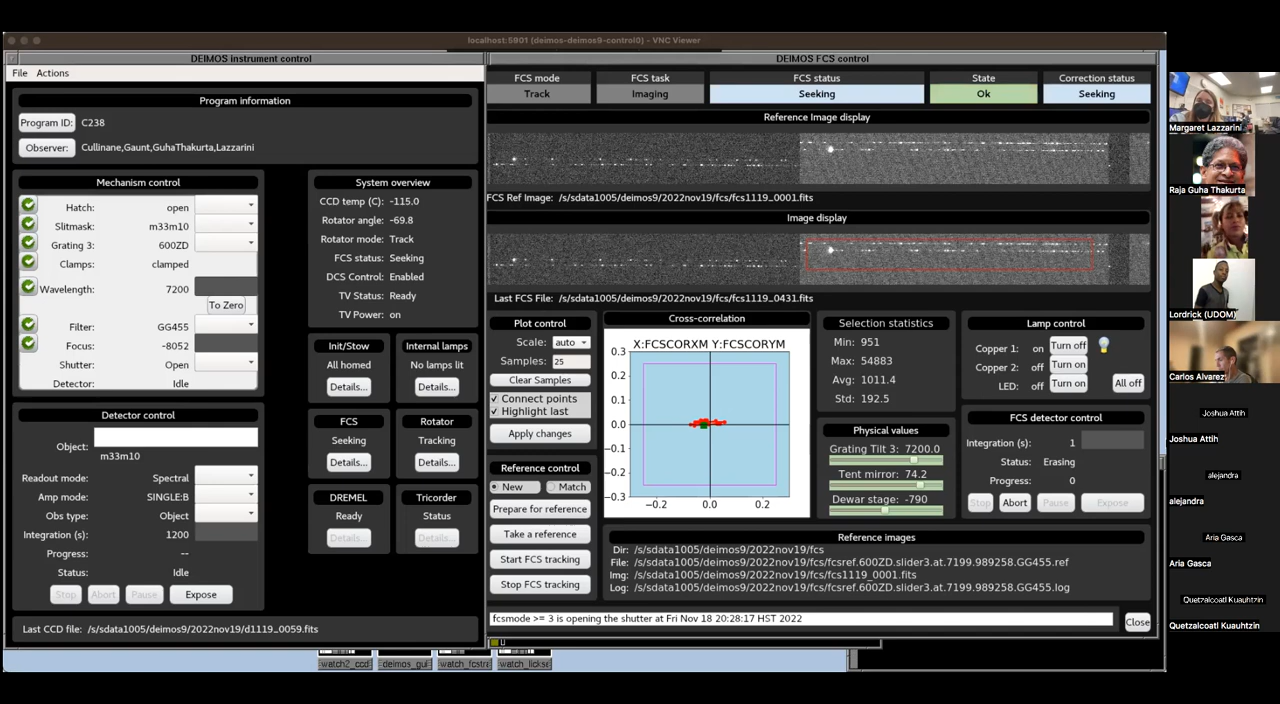 localhost:5901 (deimos-deimos9-control0) - VNC Viewer
DEIMOS instrument control
File Actions
Program information
Program ID: C238
Observer: Cullinane,Gaunt,GuhaThakurta,Lazzarini
Mechanism control
Hatch: open
Slitmask: m33m10
Grating 3: 600ZD
Clamps: clamped
Wavelength: 7200
To Zero
Filter: GG455
Focus: -8052
Shutter: Open
Detector: Idle
System overview
CCD temp (C): -115.0
Rotator angle: -69.8
Rotator mode: Track
FCS status: Seeking
DCS Control: Enabled
TV Status: Ready
TV Power: on
Init/Stow
All homed
Details...
Internal lamps
No lamps lit
Details...
FCS
Seeking
Details...
Rotator
Tracking
Details...
DREMEL
Ready
Details...
Tricorder
Status
Details...
Detector control
Object:
m33m10
Readout mode: Spectral
Amp mode: SINGLE:B
Obs type: Object
Integration (s): 1200
Progress: --
Status: Idle
Stop Abort Pause Expose
Last CCD file: /s/sdata1005/deimos9/2022nov19/d1119_0059.fits
DEIMOS FCS control
FCS mode FCS task FCS status State Correction status
Track Imaging Seeking Ok Seeking
Reference Image display
FCS Ref Image: /s/sdata1005/deimos9/2022nov19/fcs/fcs1119_0001.fits
Image display
Last FCS File: /s/sdata1005/deimos9/2022nov19/fcs/fcs1119_0431.fits
Plot control
Scale: auto
Samples: 25
Clear Samples
Connect points
Highlight last
Apply changes
Reference control
New Match
Prepare for reference
Take a reference
Start FCS tracking
Stop FCS tracking
Cross-correlation
X:FCSCORXM Y:FCSCORYM
0.3
0.2
0.1
0.0
−0.1
−0.2
−0.3
−0.2 0.0 0.2
Selection statistics
Min: 951
Max: 54883
Avg: 1011.4
Std: 192.5
Physical values
Grating Tilt 3: 7200.0
Tent mirror: 74.2
Dewar stage: -790
Lamp control
Copper 1: on Turn off
Copper 2: off Turn on
LED: off Turn on All off
FCS detector control
Integration (s): 1
Status: Erasing
Progress: 0
Stop Abort Pause Expose
Reference images
Dir: /s/sdata1005/deimos9/2022nov19/fcs
File: /s/sdata1005/deimos9/2022nov19/fcs/fcsref.600ZD.slider3.at.7199.989258.GG455.ref
Img: /s/sdata1005/deimos9/2022nov19/fcs/fcs1119_0001.fits
Log: /s/sdata1005/deimos9/2022nov19/fcs/fcsref.600ZD.slider3.at.7199.989258.GG455.log
fcsmode >= 3 is opening the shutter at Fri Nov 18 20:28:17 HST 2022
Close
watch2_ccd deimos_gui watch_fcstra watch_lickse
Margaret Lazzarini
Raja Guha Thakurta
Lordrick (UDOM)
Carlos Alvarez
Joshua Attih
Joshua Attih
alejandra
alejandra
Aria Gasca
Aria Gasca
Quetzalcoatl Kuauhtzin
Quetzalcoatl Kuauhtzin